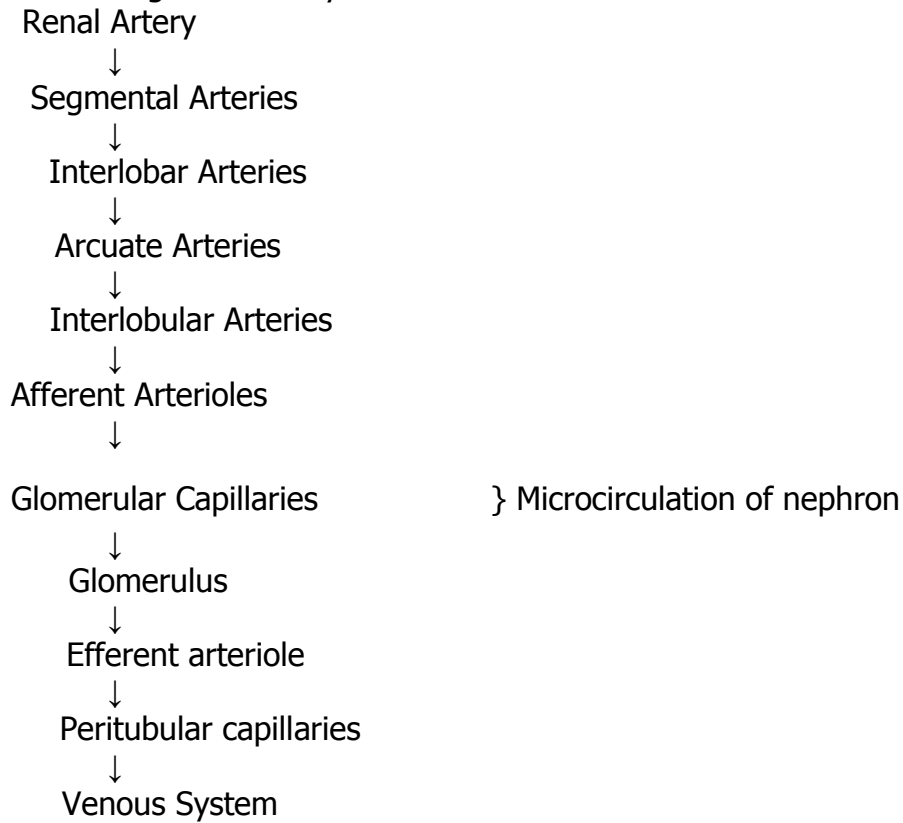 Renal Artery
↓
Segmental Arteries
↓
Interlobar Arteries
↓
Arcuate Arteries
↓
Interlobular Arteries
↓
Afferent Arterioles
↓
Glomerular Capillaries } Microcirculation of nephron
↓
Glomerulus
↓
Efferent arteriole
↓
Peritubular capillaries
↓
Venous System